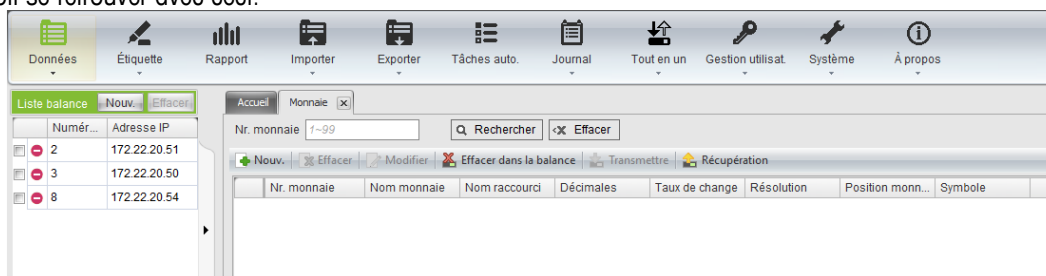 avec
Données Étiquette Rapport Importer Exporter Tâches auto. Journal Tout en un Gestion utilisat. Système À propos
Liste balance Nouv. Effacer
Accueil Monnaie
Numér... Adresse IP
Nr. monnaie 1~99 Rechercher Effacer
2 172.22.20.51
Nouv. Effacer Modifier Effacer dans la balance Transmettre Récupération
3 172.22.20.50
Nr. monnaie Nom monnaie Nom raccourci Décimales Taux de change Résolution Position monn... Symbole
8 172.22.20.54